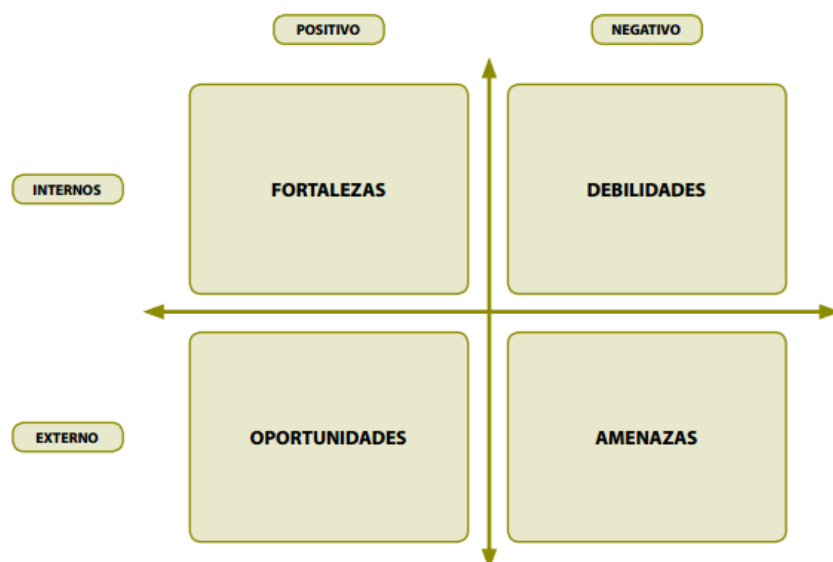 POSITIVO
NEGATIVO
INTERNOS
FORTALEZAS
DEBILIDADES
EXTERNO
OPORTUNIDADES
AMENAZAS